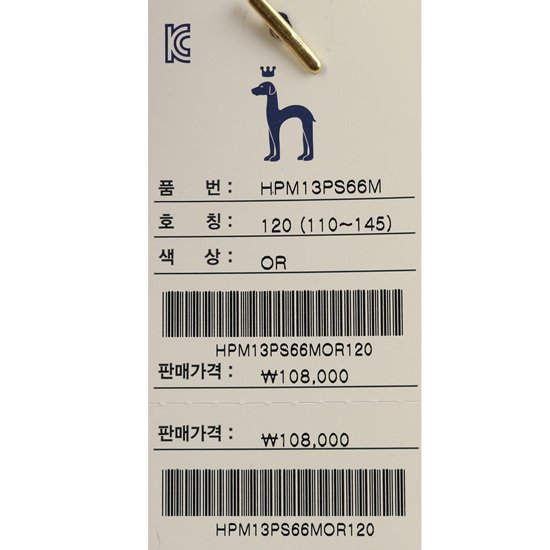 KC
품 번 : HPM13PS66M
호 칭 : 120 (110~145)
색 상 : OR
HPM13PS66MOR120
판매가격 : ₩108,000
판매가격 : ₩108,000
HPM13PS66MOR120